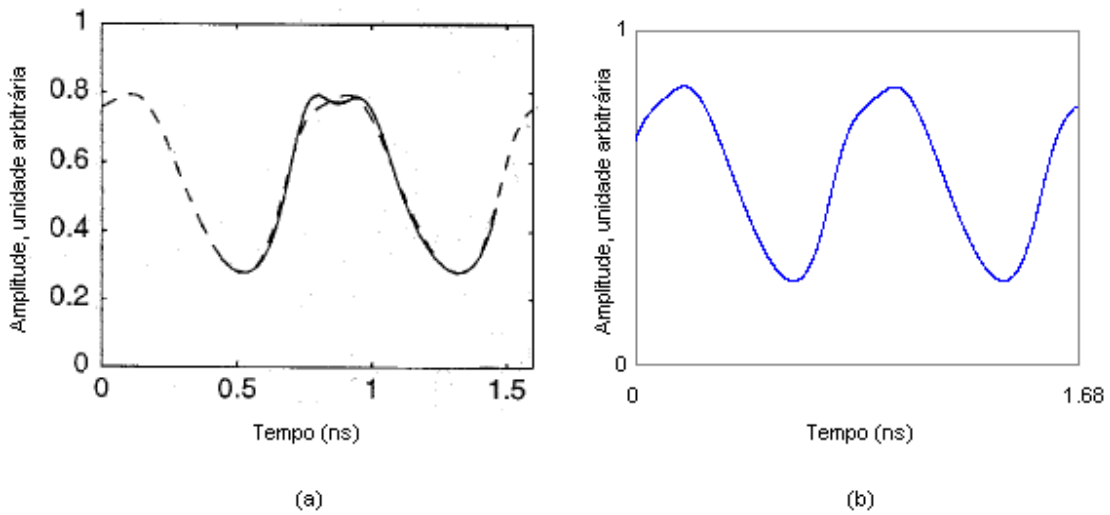 1
0.8
0.6
0.4
0.2
0
0 0.5 1 1.5
Amplitude, unidade arbitrária
Tempo (ns)
(a)
1
0
0 1.68
Amplitude, unidade arbitrária
Tempo (ns)
(b)